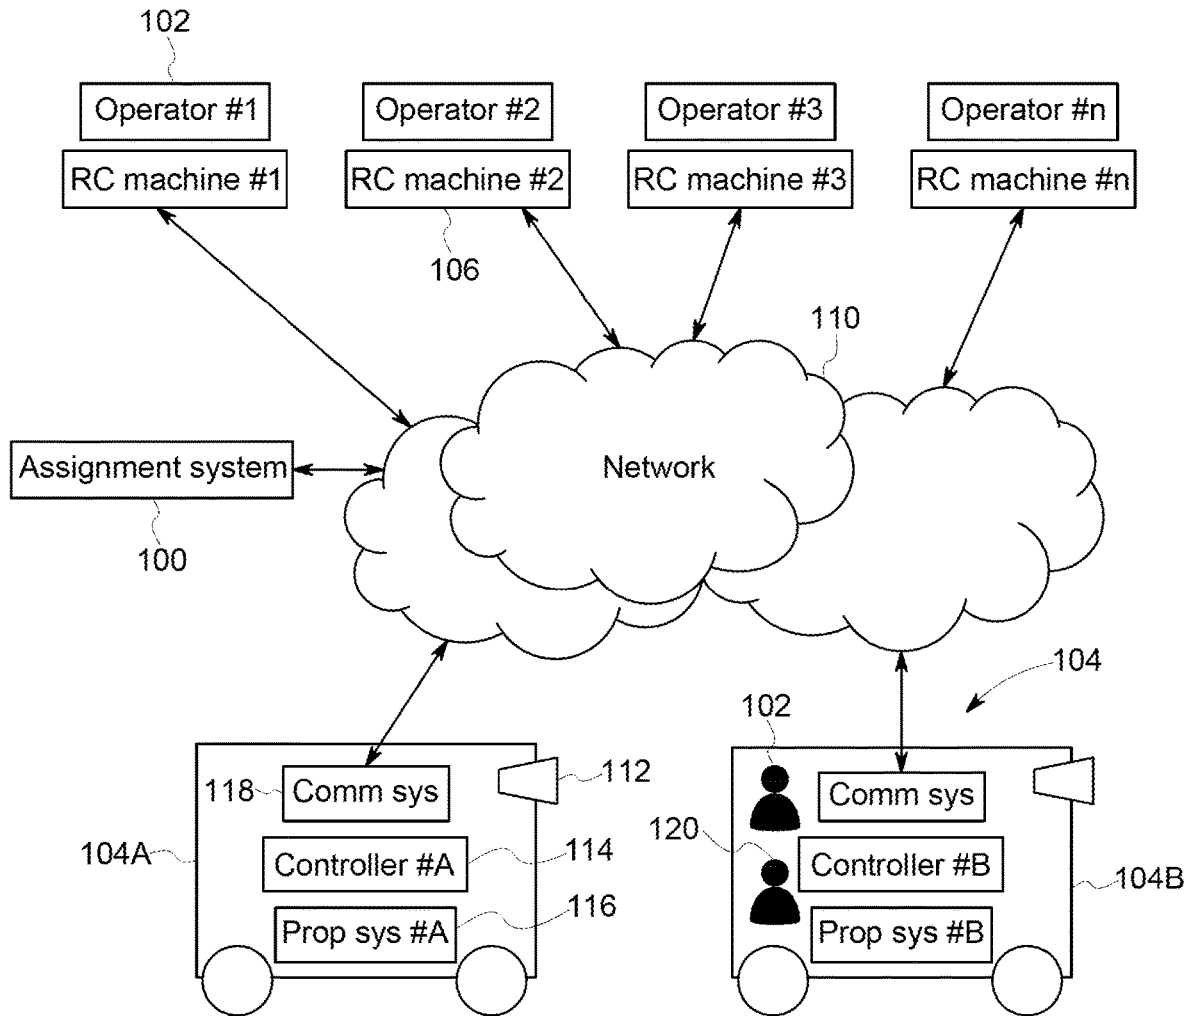 102
Operator #1
Operator #2
Operator #3
Operator #n
RC machine #1
RC machine #2
RC machine #3
RC machine #n
106
110
Assignment system
Network
100
104
102
118
Comm sys
112
Comm sys
120
104A
Controller #A
114
Controller #B
104B
Prop sys #A
116
Prop sys #B